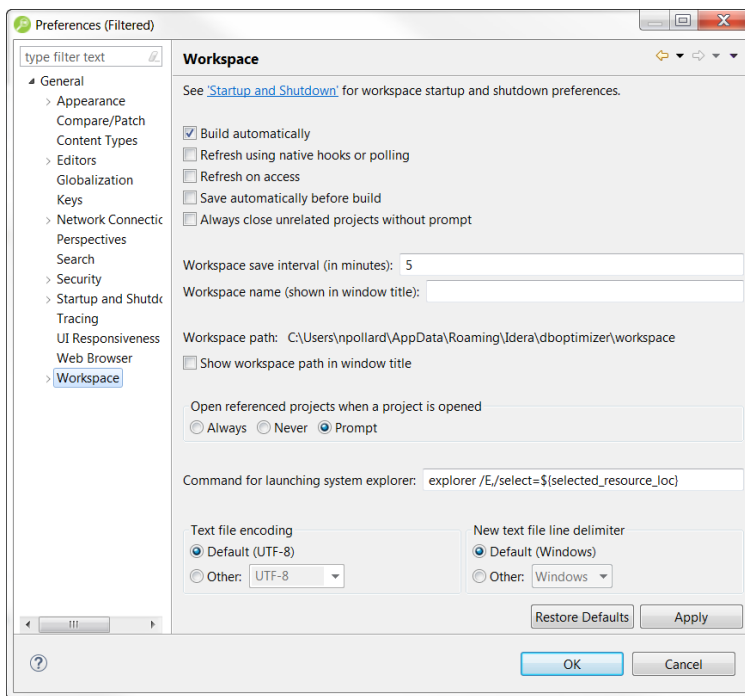 Preferences (Filtered)
type filter text
General
Appearance
Compare/Patch
Content Types
Editors
Globalization
Keys
Network Connectic
Perspectives
Search
Security
Startup and Shutdo
Tracing
UI Responsiveness
Web Browser
Workspace
Workspace
See 'Startup and Shutdown' for workspace startup and shutdown preferences.
Build automatically
Refresh using native hooks or polling
Refresh on access
Save automatically before build
Always close unrelated projects without prompt
Workspace save interval (in minutes): 5
Workspace name (shown in window title):
Workspace path: C:\Users\npollard\AppData\Roaming\Idera\dboptimizer\workspace
Show workspace path in window title
Open referenced projects when a project is opened
Always Never Prompt
Command for launching system explorer: explorer /E,/select=${selected_resource_loc}
Text file encoding
Default (UTF-8)
Other: UTF-8
New text file line delimiter
Default (Windows)
Other: Windows
Restore Defaults Apply
OK Cancel